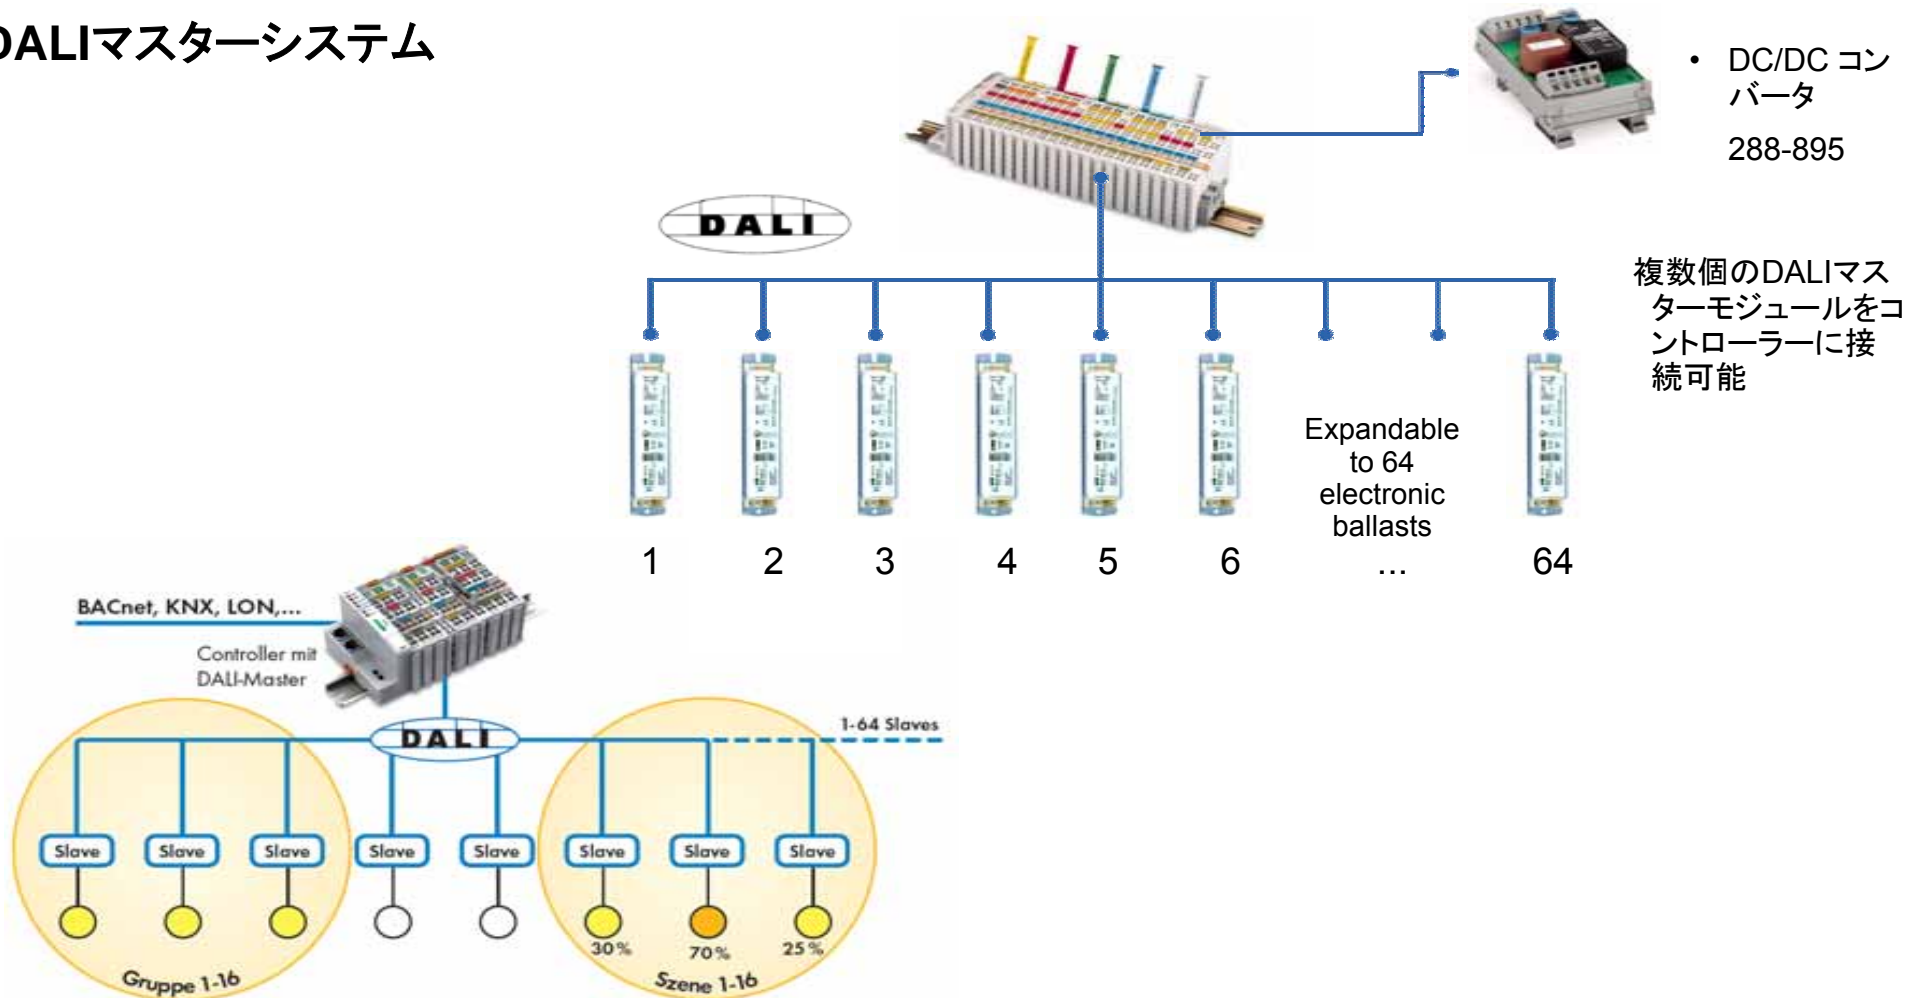 DALIマスターシステム
• DC/DC コン
バータ
288-895
DALI
複数個のDALIマス
ターモジュールをコ
ントローラーに接
続可能
Expandable
to 64
electronic
ballasts
1 2 3 4 5 6 ... 64
BACnet, KNX, LON,...
Controller mit
DALI-Master
DALI
1-64 Slaves
Slave Slave Slave Slave Slave Slave Slave Slave
30% 70% 25%
Gruppe 1-16
Szene 1-16